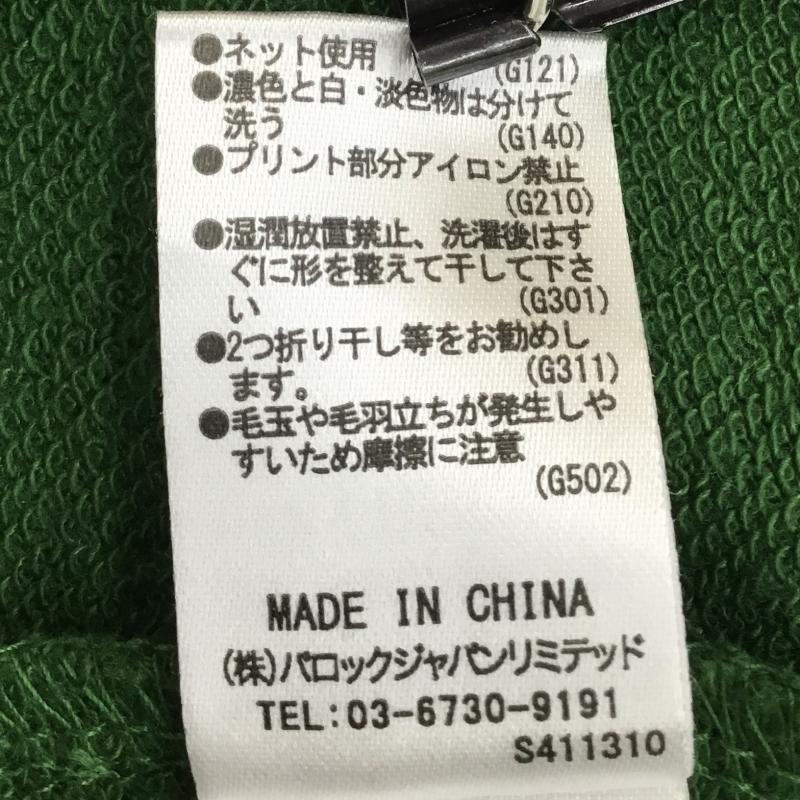 ●ネット使用
(G121)
●濃色と白・淡色物は分けて
洗う
(G140)
●プリント部分アイロン禁止
(G210)
●湿潤放置禁止、洗濯後はす
ぐに形を整えて干して下さ
い
(G301)
●2つ折り干し等をお勧めし
ます。
(G311)
●毛玉や毛羽立ちが発生しや
すいため摩擦に注意
(G502)
MADE IN CHINA
(株)バロックジャパンリミテッド
TEL:03-6730-9191
S411310